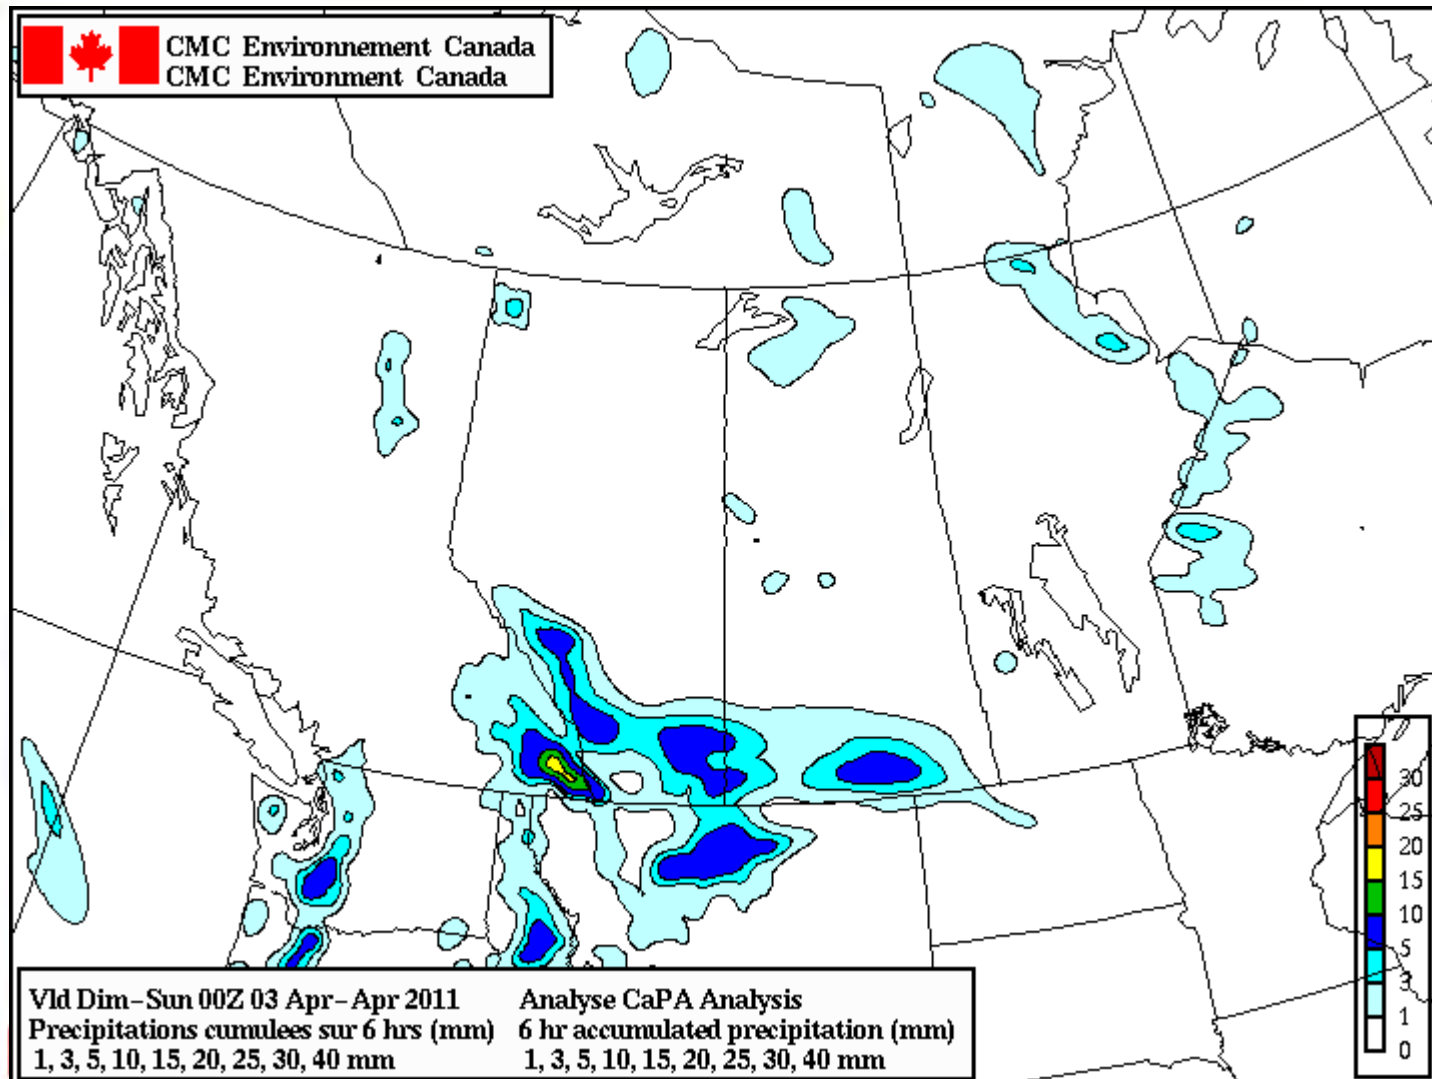 CMC Environnement Canada
CMC Environment Canada
30
25
20
15
10
5
3
1
0
Vld Dim-Sun 00Z 03 Apr-Apr 2011
Precipitations cumulees sur 6 hrs (mm)
1, 3, 5, 10, 15, 20, 25, 30, 40 mm
Analyse CaPA Analysis
6 hr accumulated precipitation (mm)
1, 3, 5, 10, 15, 20, 25, 30, 40 mm